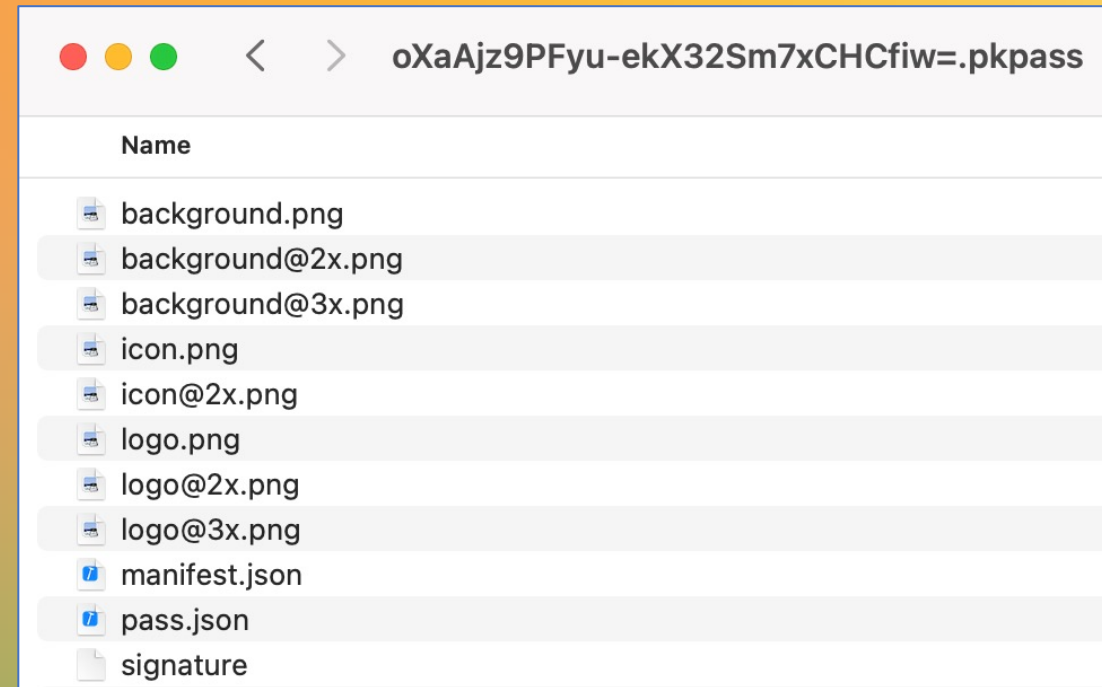 oXaAjz9PFyu-ekX32Sm7xCHCfiw=.pkpass
Name
background.png
background@2x.png
background@3x.png
icon.png
icon@2x.png
logo.png
logo@2x.png
logo@3x.png
manifest.json
pass.json
signature